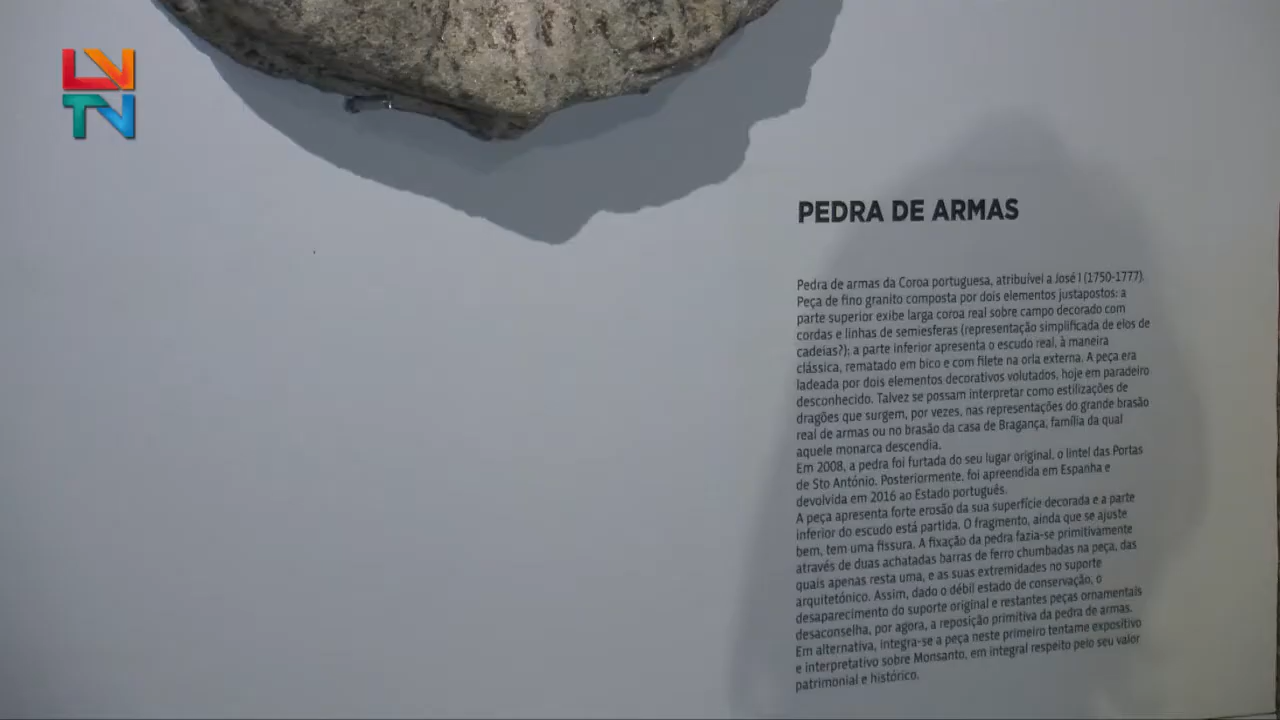 LVTV
PEDRA DE ARMAS
Pedra de armas da Coroa portuguesa, atribuível a José I (1750-1777).
Peça de fino granito composta por dois elementos justapostos: a
parte superior exibe larga coroa real sobre campo decorado com
cordas e linhas de semiesferas (representação simplificada de elos de
cadeias?); a parte inferior apresenta o escudo real, à maneira
clássica, rematado em bico e com filete na orla externa. A peça era
ladeada por dois elementos decorativos volutados, hoje em paradeiro
desconhecido. Talvez se possam interpretar como estilizações de
dragões que surgem, por vezes, nas representações do grande brasão
real de armas ou no brasão da casa de Bragança, família da qual
aquele monarca descendia.
Em 2008, a pedra foi furtada do seu lugar original, o lintel das Portas
de Sto António. Posteriormente, foi apreendida em Espanha e
devolvida em 2016 ao Estado português.
A peça apresenta forte erosão da sua superfície decorada e a parte
inferior do escudo está partida. O fragmento, ainda que se ajuste
bem, tem uma fissura. A fixação da pedra fazia-se primitivamente
através de duas achatadas barras de ferro chumbadas na peça, das
quais apenas resta uma, e as suas extremidades no suporte
arquitetónico. Assim, dado o débil estado de conservação, o
desaparecimento do suporte original e restantes peças ornamentais
desaconselha, por agora, a reposição primitiva da pedra de armas.
Em alternativa, integra-se a peça neste primeiro tentame expositivo
e interpretativo sobre Monsanto, em integral respeito pelo seu valor
patrimonial e histórico.